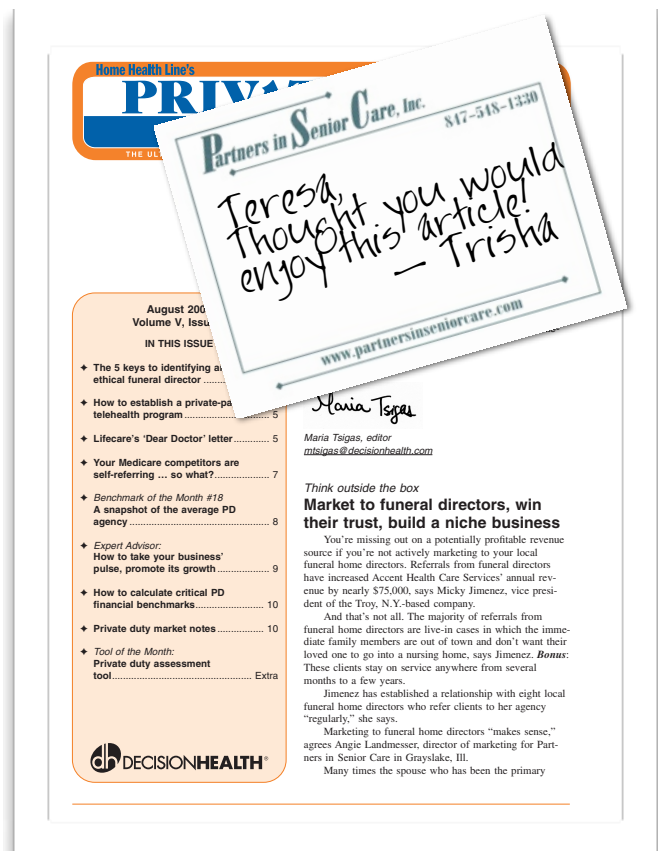 Home Health Line's
PRIVAT
THE UL
Partners in Senior Care, Inc.
847-548-1330
Teresa,
Thought you would
enjoy this article!
— Trisha
www.partnersinseniorcare.com
August 200
Volume V, Issu
IN THIS ISSUE
✦ The 5 keys to identifying a
ethical funeral director
✦ How to establish a private-pa
telehealth program 5
✦ Lifecare's ‘Dear Doctor’ letter 5
✦ Your Medicare competitors are
self-referring ... so what? 7
✦ Benchmark of the Month #18
A snapshot of the average PD
agency 8
✦ Expert Advisor:
How to take your business'
pulse, promote its growth 9
✦ How to calculate critical PD
financial benchmarks 10
✦ Private duty market notes 10
✦ Tool of the Month:
Private duty assessment
tool Extra
dh DECISIONHEALTH®
Maria Tsigas
Maria Tsigas, editor
mtsigas@decisionhealth.com
Think outside the box
Market to funeral directors, win
their trust, build a niche business
You're missing out on a potentially profitable revenue
source if you're not actively marketing to your local
funeral home directors. Referrals from funeral directors
have increased Accent Health Care Services' annual rev-
enue by nearly $75,000, says Micky Jimenez, vice presi-
dent of the Troy, N.Y.-based company.
And that's not all. The majority of referrals from
funeral home directors are live-in cases in which the imme-
diate family members are out of town and don't want their
loved one to go into a nursing home, says Jimenez. Bonus:
These clients stay on service anywhere from several
months to a few years.
Jimenez has established a relationship with eight local
funeral home directors who refer clients to her agency
“regularly,” she says.
Marketing to funeral home directors “makes sense,”
agrees Angie Landmesser, director of marketing for Part-
ners in Senior Care in Grayslake, Ill.
Many times the spouse who has been the primary